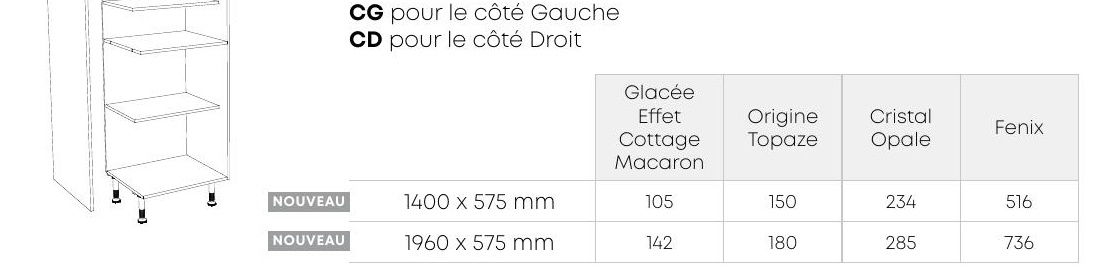 CG pour le côté Gauche
CD pour le côté Droit
Glacée
Effet
Cottage
Macaron
Origine
Topaze
Cristal
Opale
Fenix
NOUVEAU 1400 x 575 mm 105 150 234 516
NOUVEAU 1960 x 575 mm 142 180 285 736